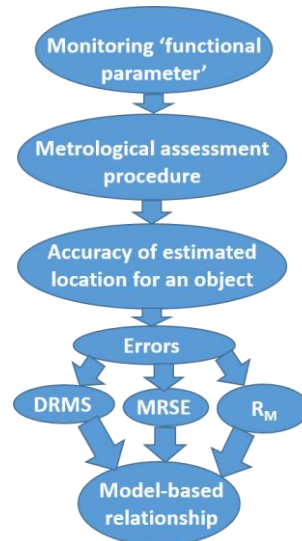 Monitoring ‘functional
parameter’
Metrological assessment
procedure
Accuracy of estimated
location for an object
Errors
DRMS
MRSE
R_M
Model-based
relationship